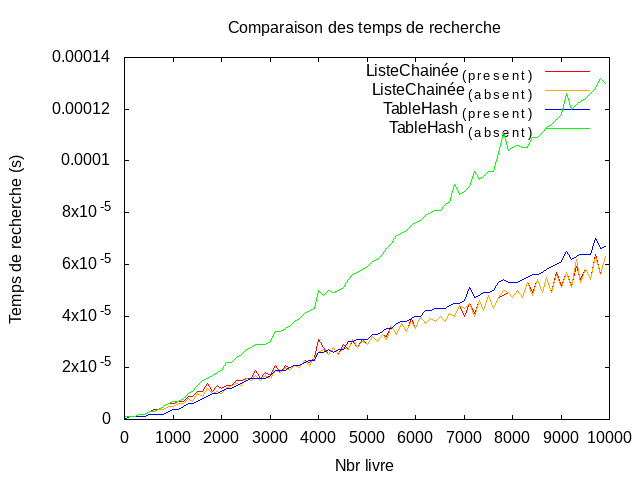 Comparaison des temps de recherche
0.00014
0.00012
0.0001
8x10^-5
6x10^-5
4x10^-5
2x10^-5
0
Temps de recherche (s)
ListeChainée(present)
ListeChainée(absent)
TableHash(present)
TableHash(absent)
0 1000 2000 3000 4000 5000 6000 7000 8000 9000 10000
Nbr livre